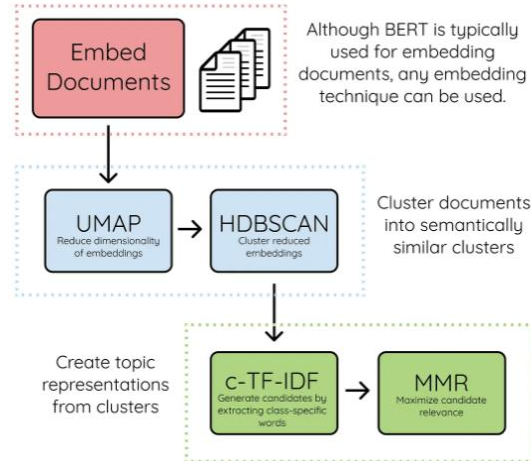 Embed
Documents
Although BERT is typically
used for embedding
documents, any embedding
technique can be used.
UMAP
Reduce dimensionality
of embeddings
HDBSCAN
Cluster reduced
embeddings
Cluster documents
into semantically
similar clusters
Create topic
representations
from clusters
c-TF-IDF
Generate candidates by
extracting class-specific
words
MMR
Maximize candidate
relevance